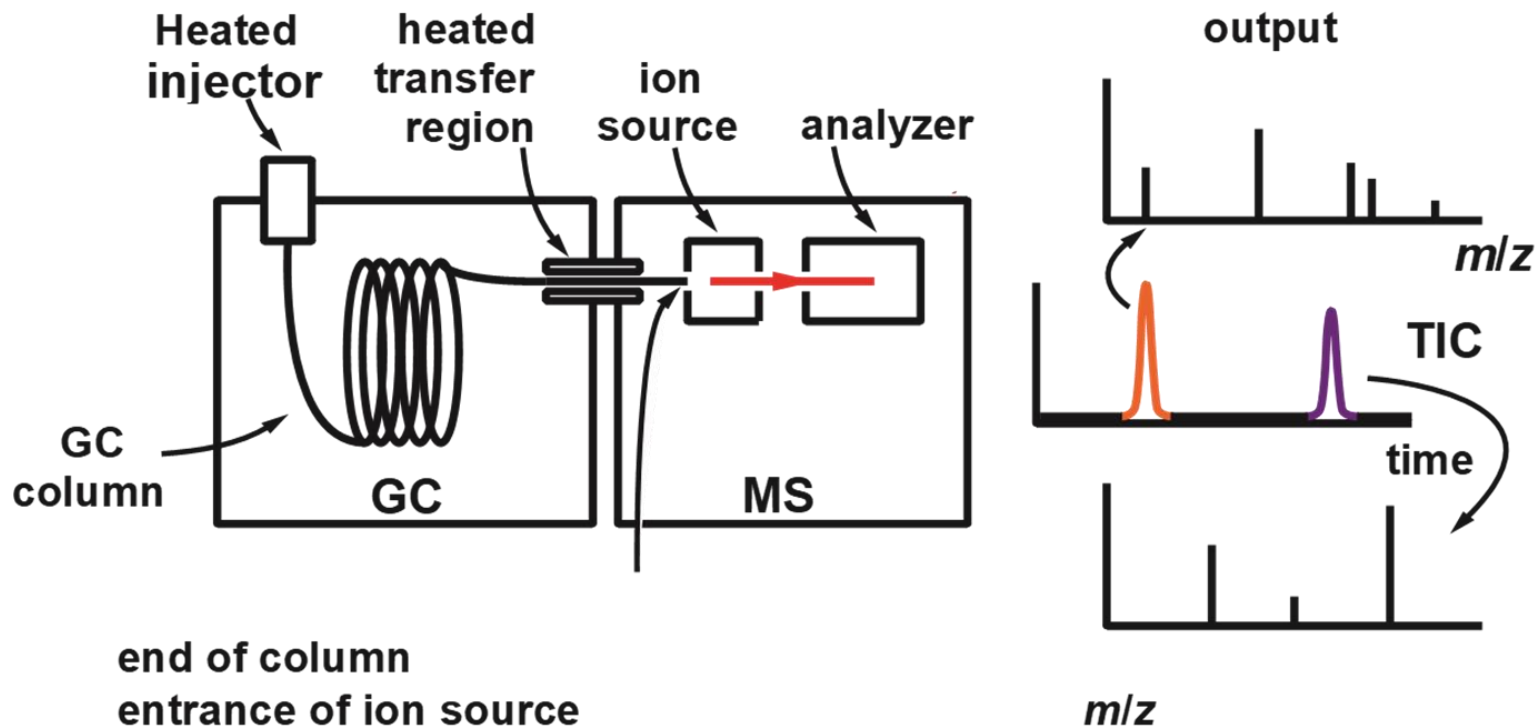 Heated
injector
heated
transfer
region
ion
source
analyzer
output
m/z
GC
column
GC
MS
TIC
time
end of column
entrance of ion source
m/z